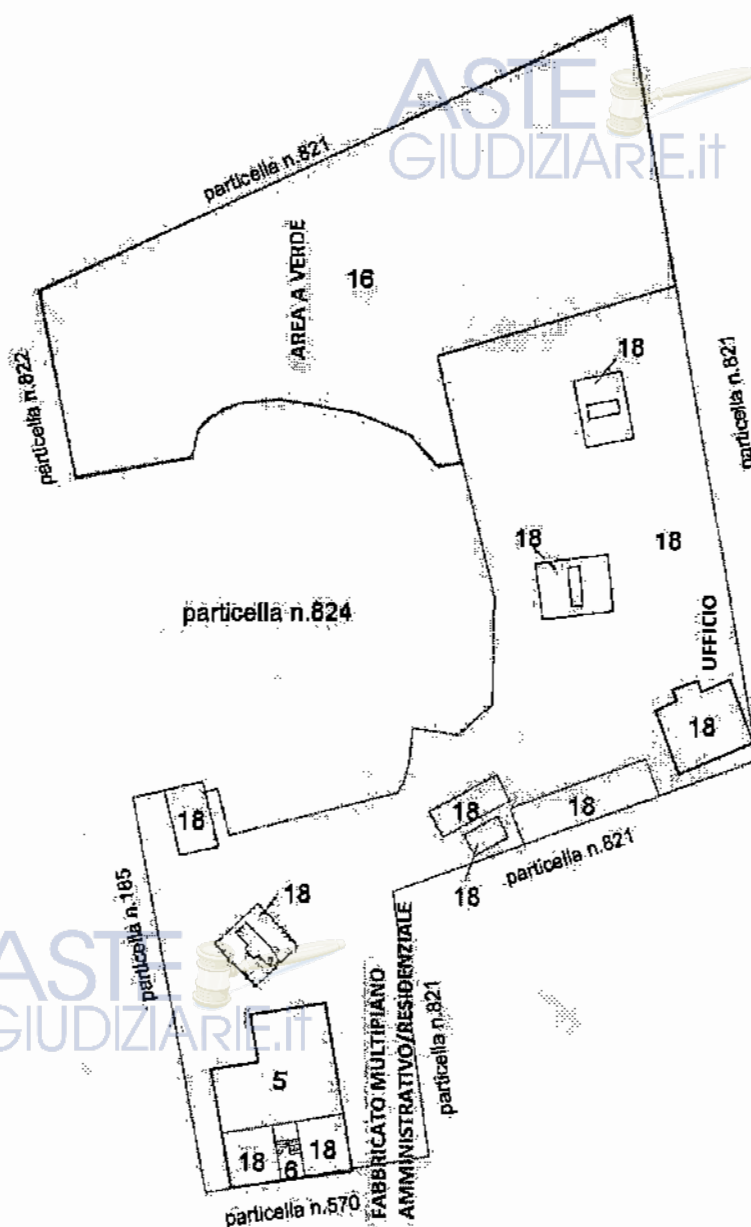 ASTE
GIUDIZIARIE.it
particella n.821
AREA A VERDE
16
particella n.822
18
particella n.821
18
18
particella n.824
UFFICIO
18
18
18
18
18
particella n.821
particella n.185
18
ASTE
GIUDIZIARIE.it
FABBRICATO MULTIPIANO
AMMINISTRATIVO/RESIDENZIALE
particella n.821
5
18
6
18
particella n.570